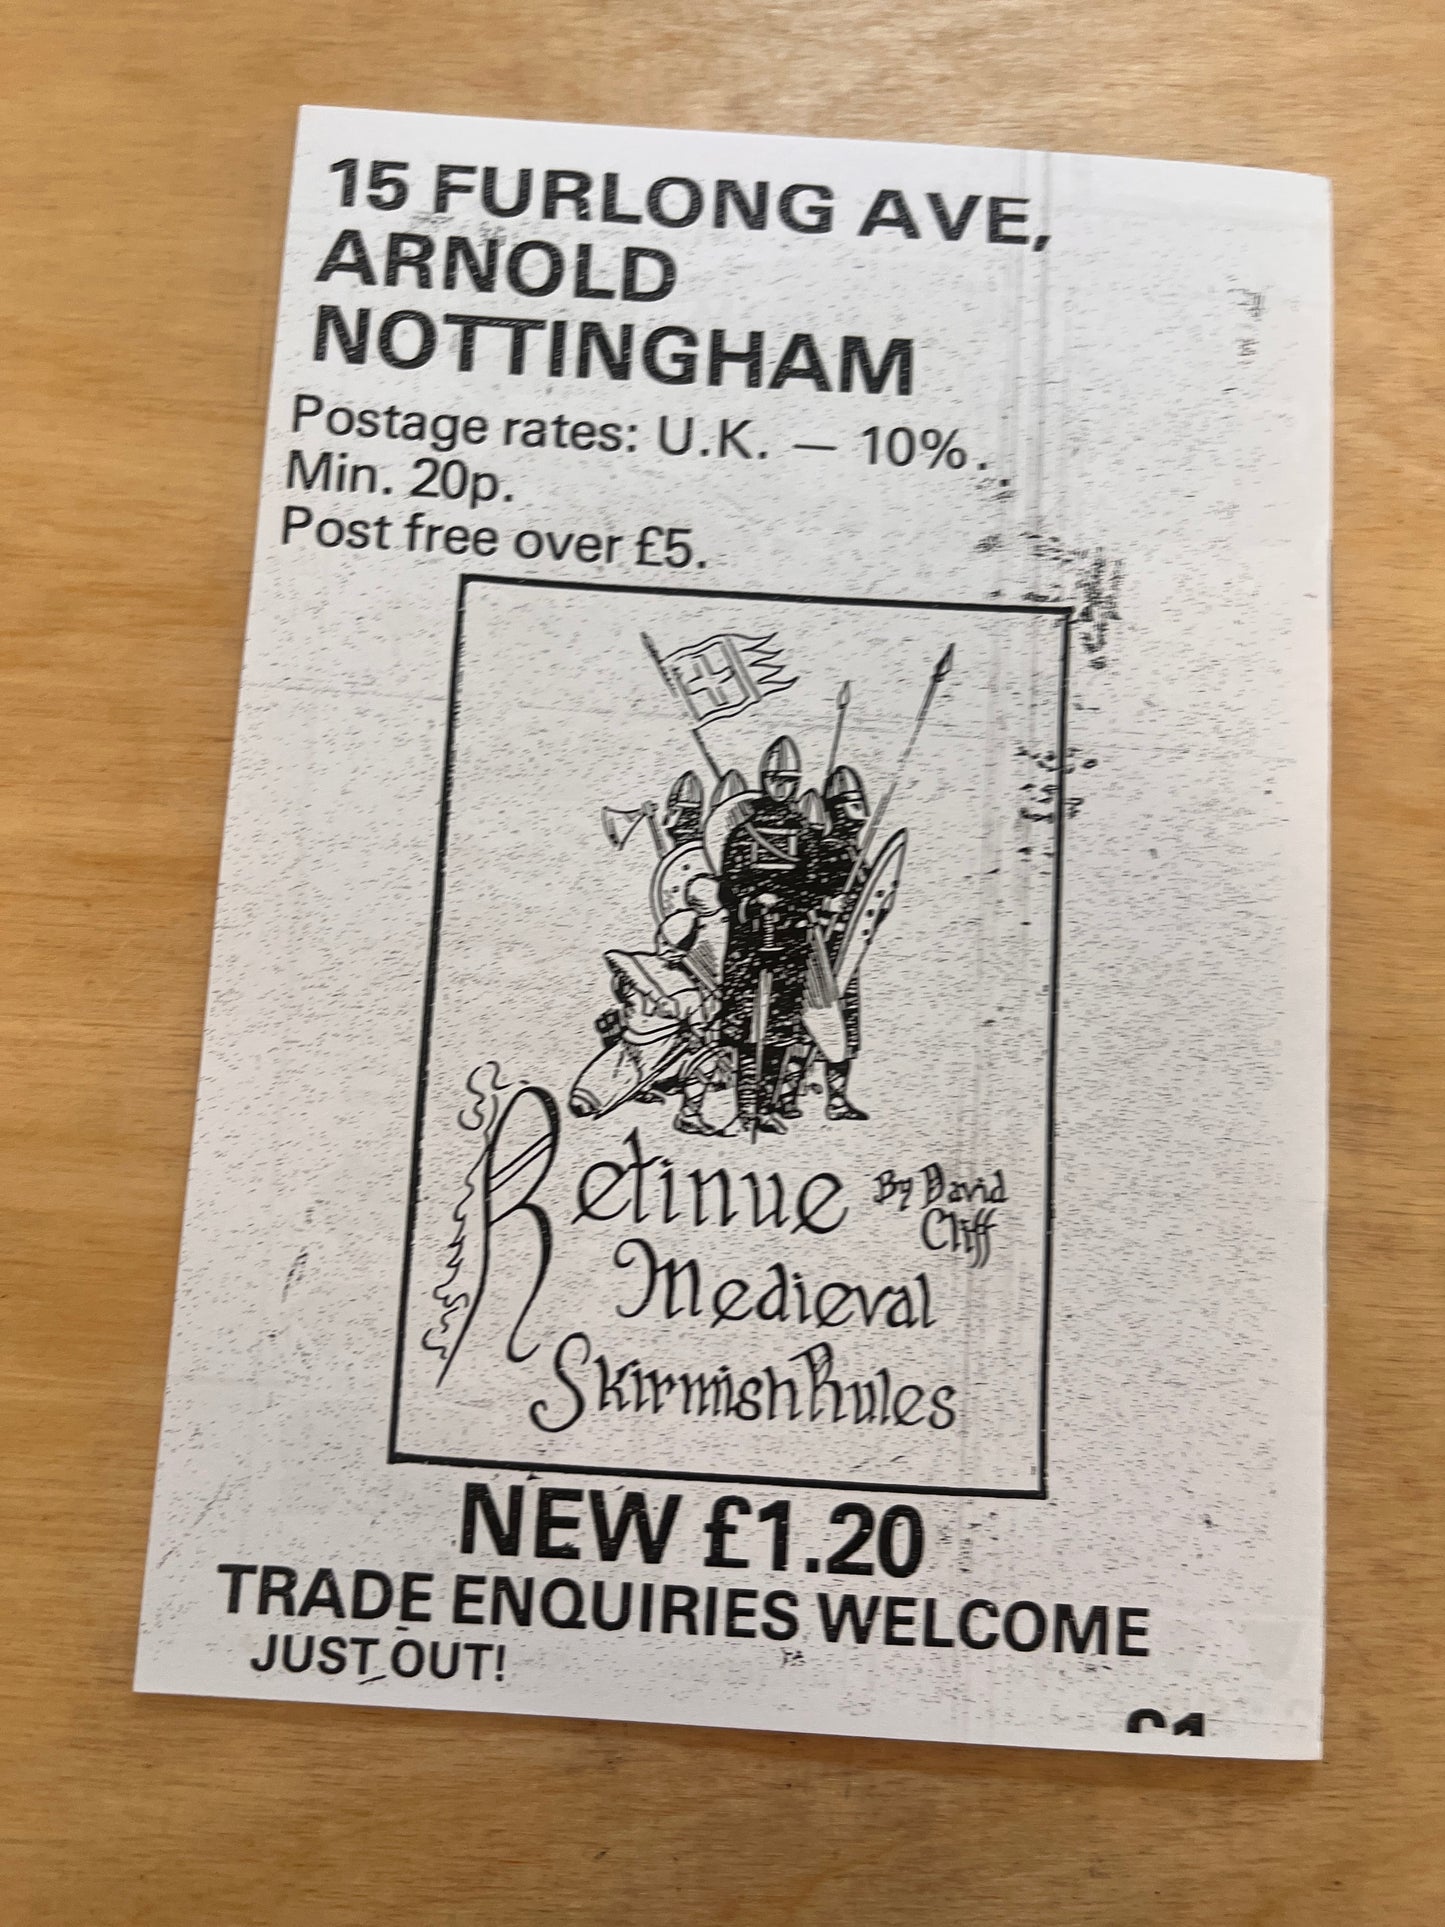 15 FURLONG AVE,
ARNOLD
NOTTINGHAM
Postage rates: U.K. — 10%.
Min. 20p.
Post free over £5.
Retinue By David
Cliff
Medieval
Skirmish Rules
NEW £1.20
TRADE ENQUIRIES WELCOME
JUST OUT!